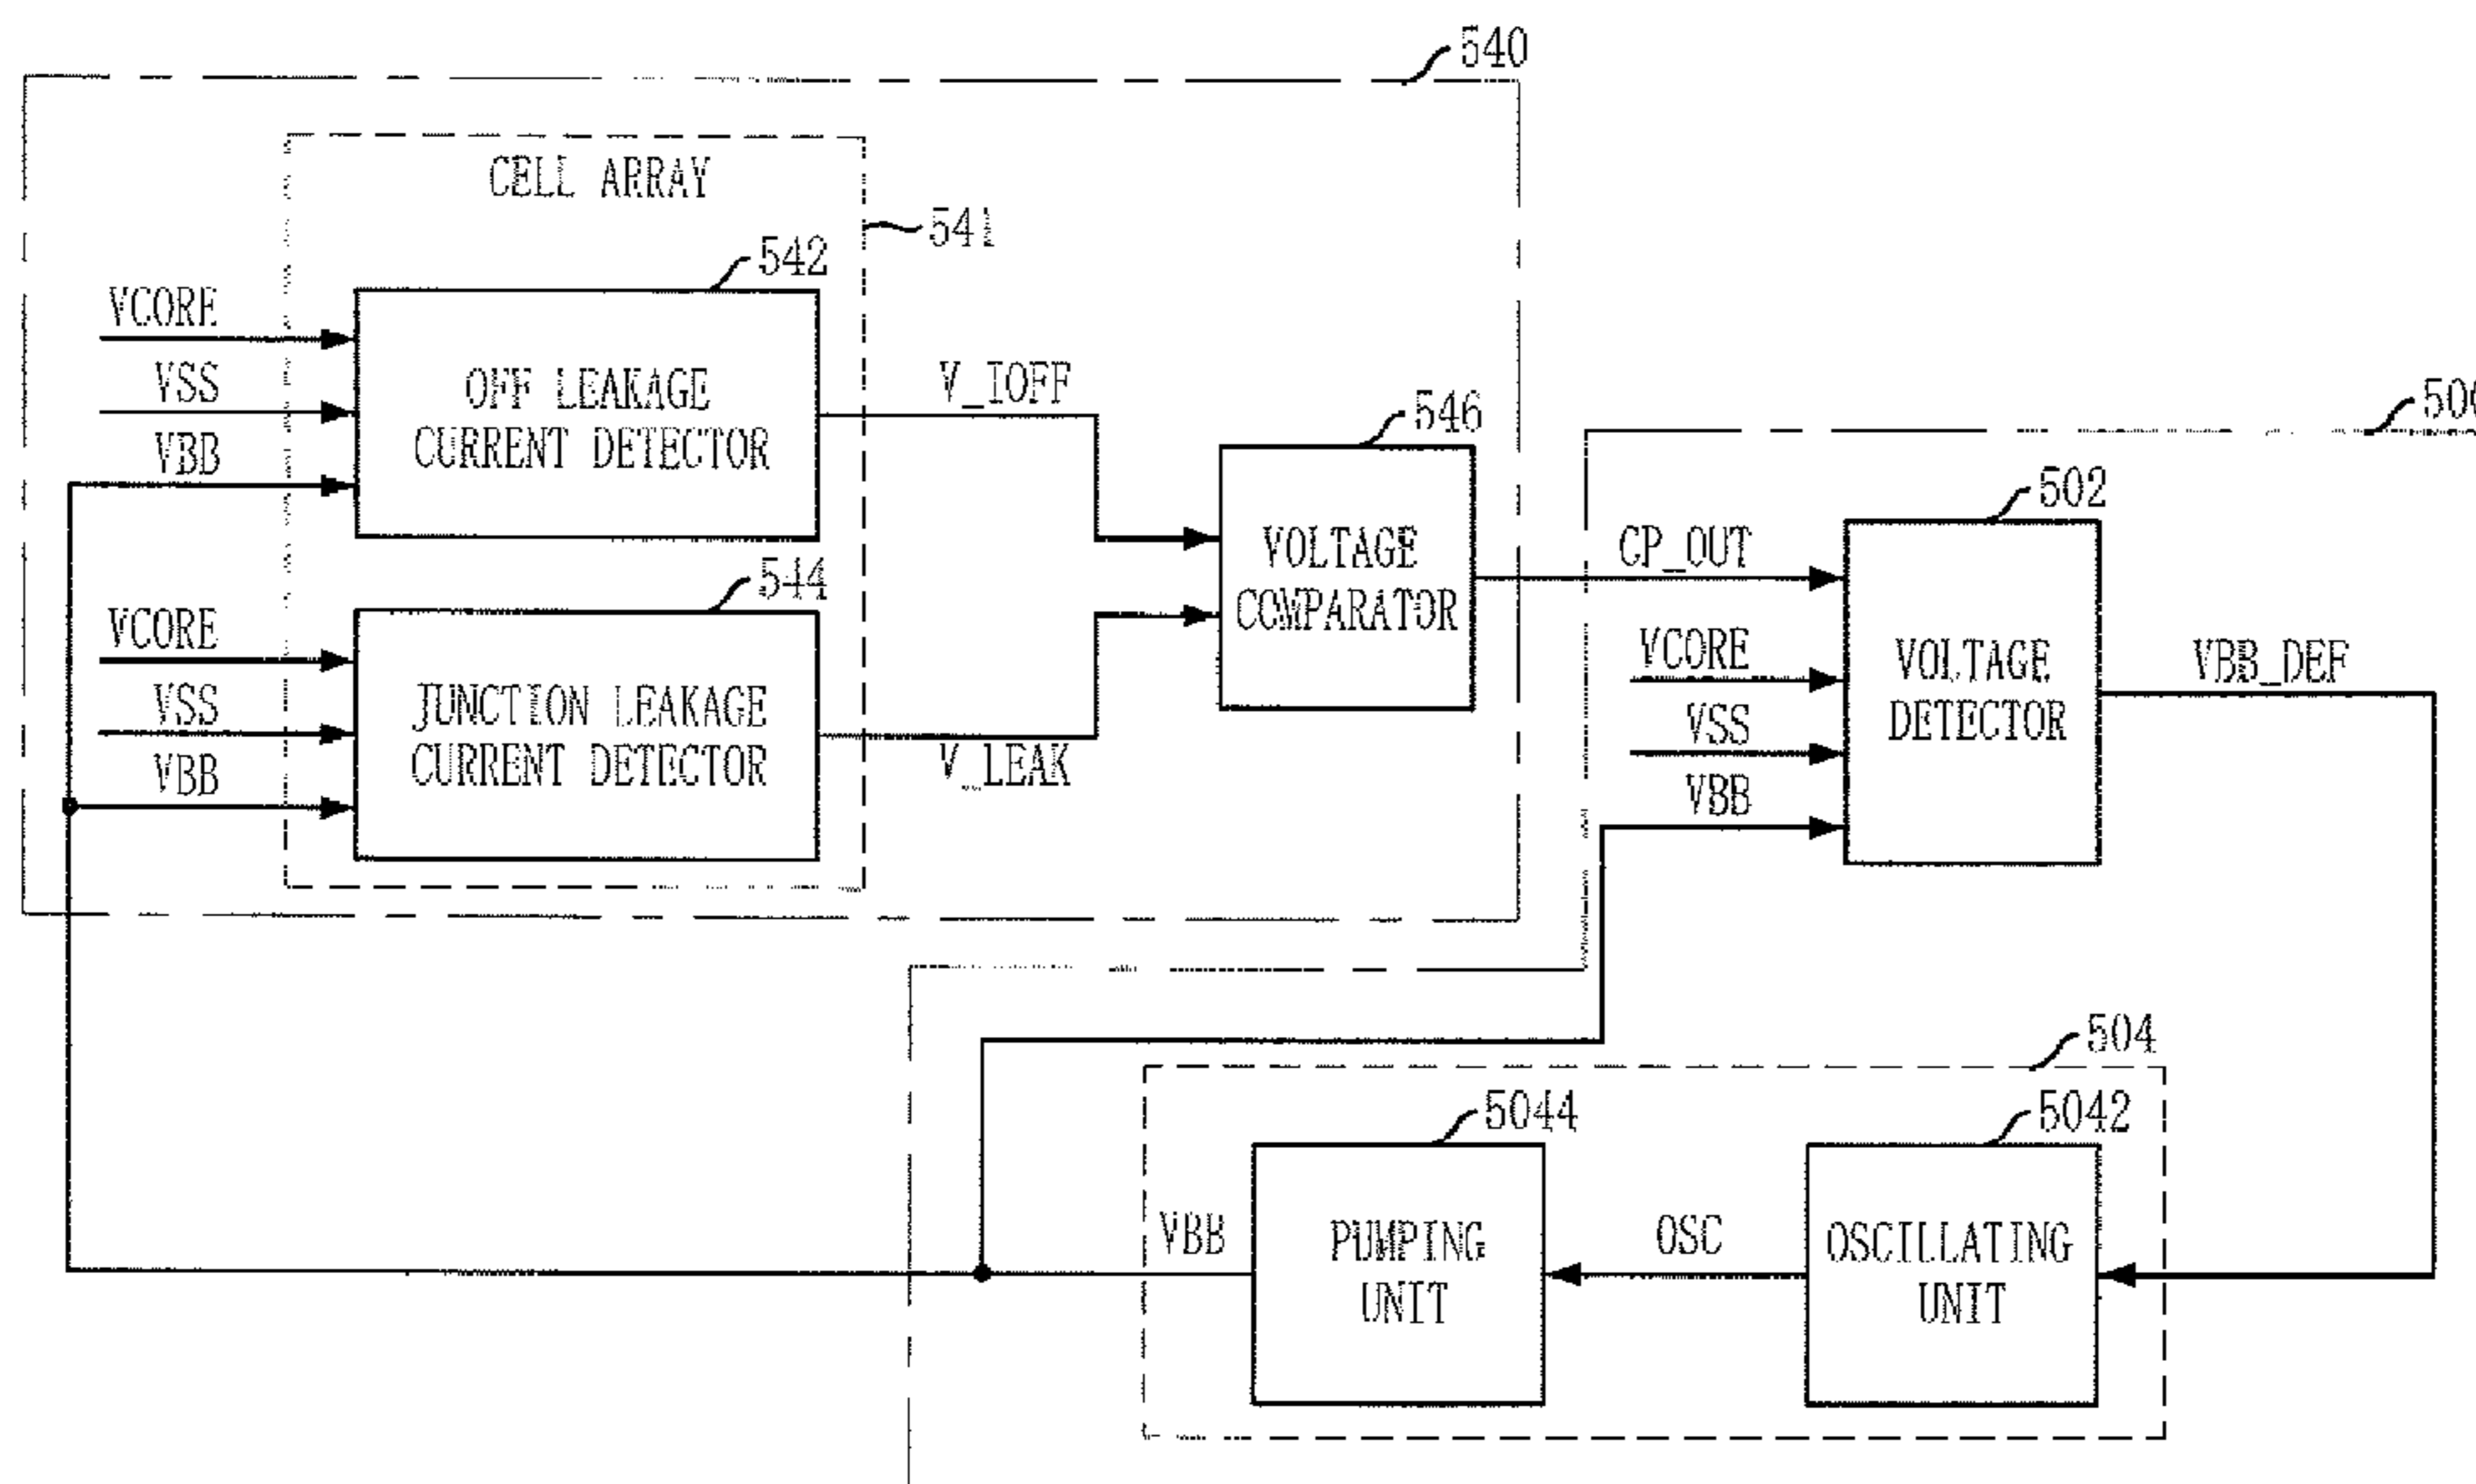 540
CELL ARRAY
541
542
VCORE
VSS
VBB
OFF LEAKAGE
CURRENT DETECTOR
V_IOFF
544
VCORE
VSS
VBB
JUNCTION LEAKAGE
CURRENT DETECTOR
V_LEAK
546
VOLTAGE
COMPARATOR
CP_OUT
502
VCORE
VSS
VBB
VOLTAGE
DETECTOR
VBB_DEF
504
5044
5042
VBB
PUMPING
UNIT
OSC
OSCILLATING
UNIT